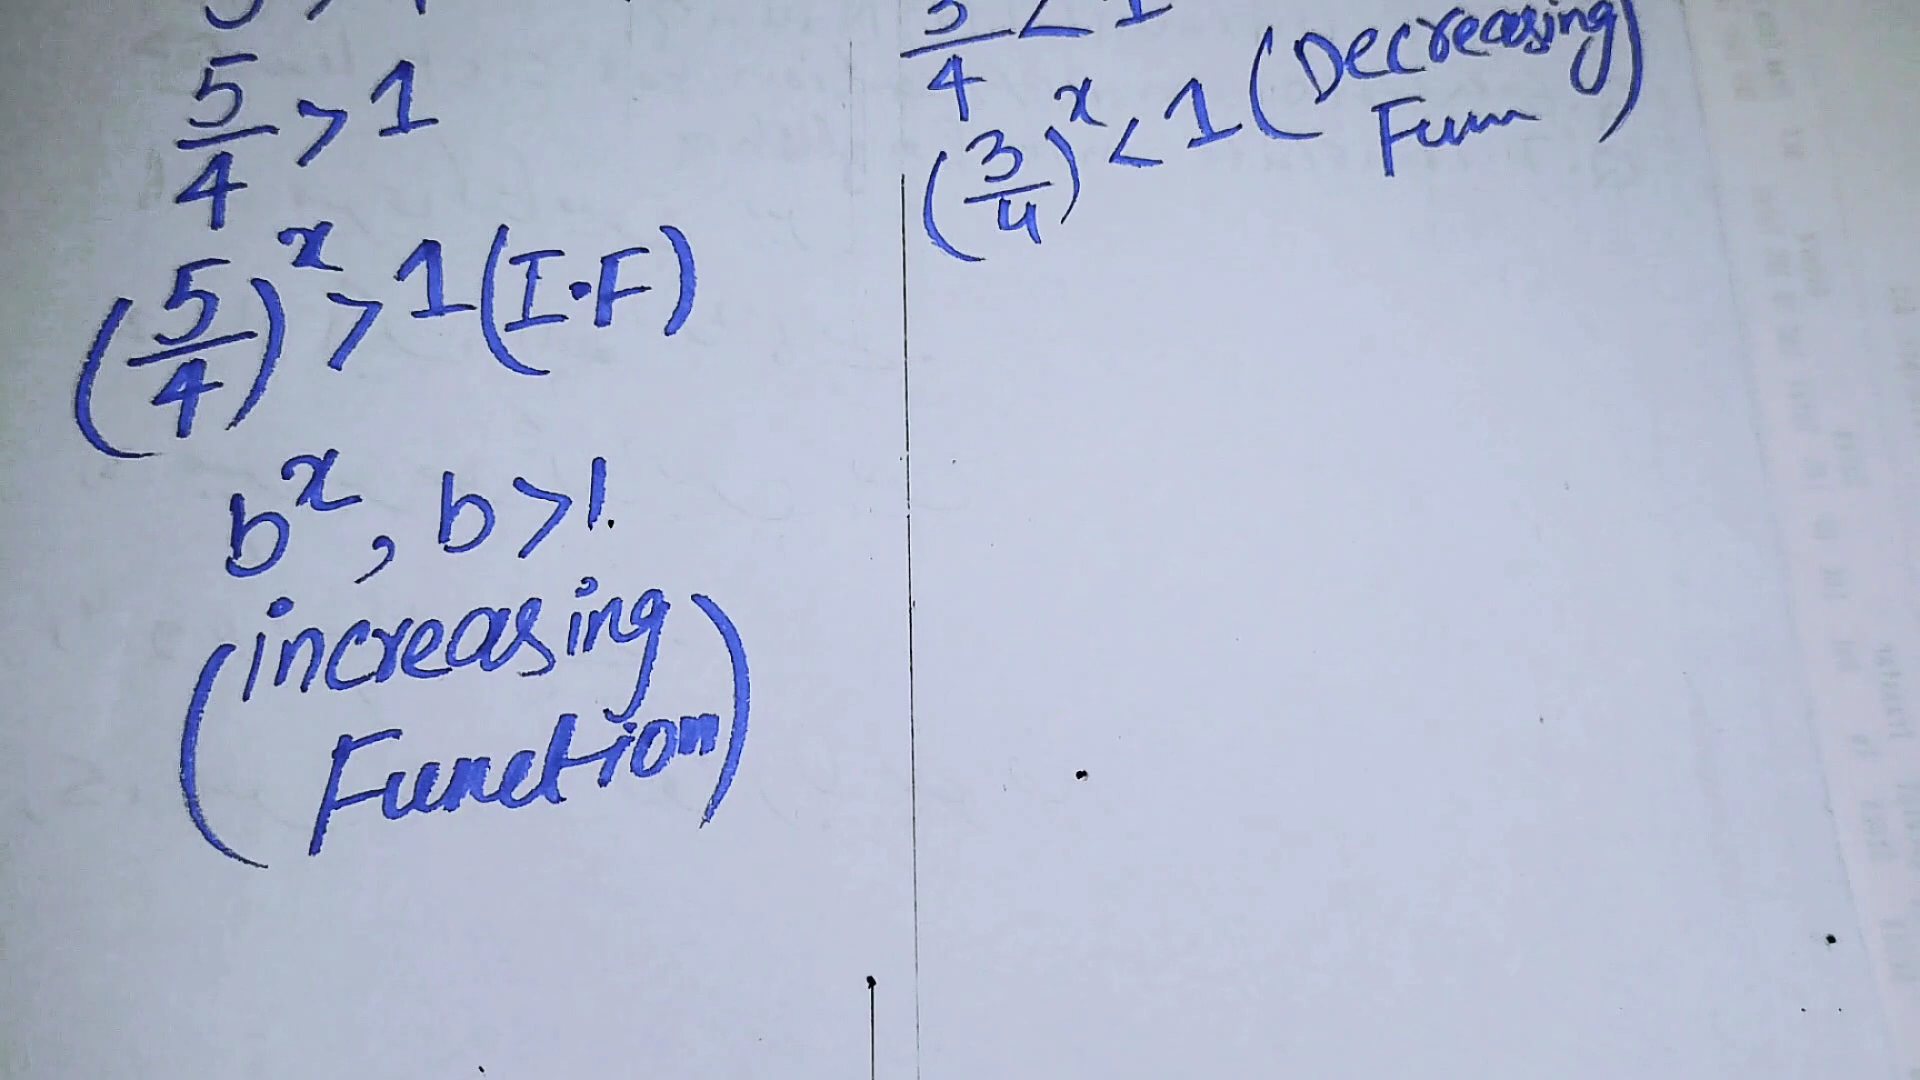 5/4 > 1
(5/4)^x > 1 (I.F)
b^x, b > 1.
(increasing
Function)
3/4 < 1
(3/4)^x < 1 (Decreasing
Fun)